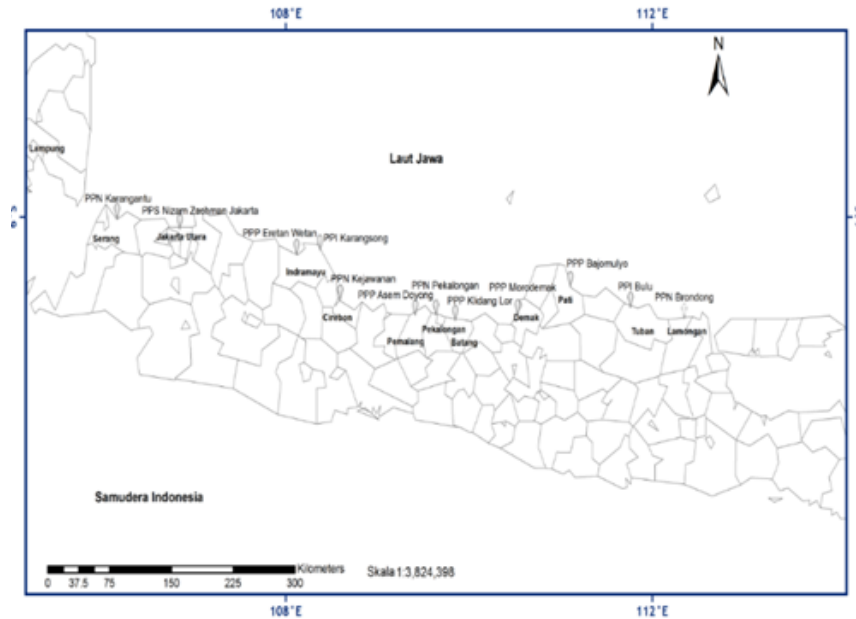 108°E 112°E
N
Lampung
Laut Jawa
PPN Karangantu
PPS Nizam Zachman Jakarta
Serang
Jakarta Utara
PPP Eretan Wetan
PPI Karangsong
Indramayu
PPN Kejawanan
Cirebon
PPP Asem Doyong
PPN Pekalongan
PPP Klidang Lor
PPP Morodemak
PPP Bajomulyo
PPI Bulu
PPN Brondong
Pati
Demak
Pekalongan
Pemalang
Batang
Tuban
Lamongan
Samudera Indonesia
Kilometers
0 37.5 75 150 225 300
Skala 1:3,824,398
108°E 112°E